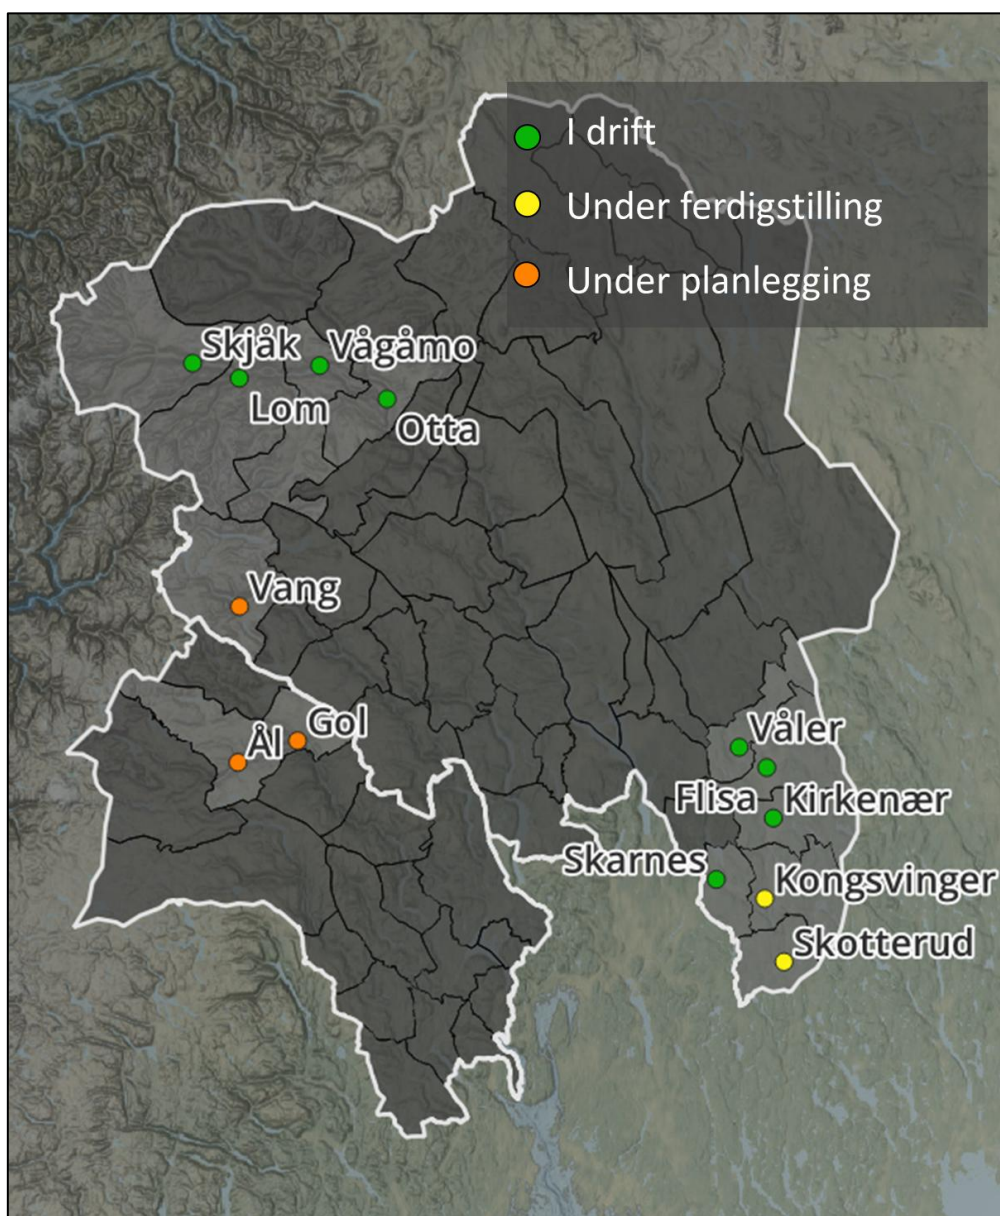 I drift
Under ferdigstilling
Under planlegging
Skjåk
Vågåmo
Lom
Otta
Vang
Gol
Ål
Våler
Flisa
Kirkenær
Skarnes
Kongsvinger
Skotterud